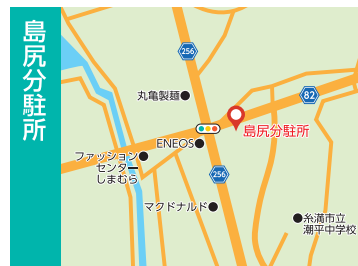 島尻分駐所
256
丸亀製麺
82
島尻分駐所
ENEOS
ファッション
センター
しまむら
256
マクドナルド
糸満市立
潮平中学校